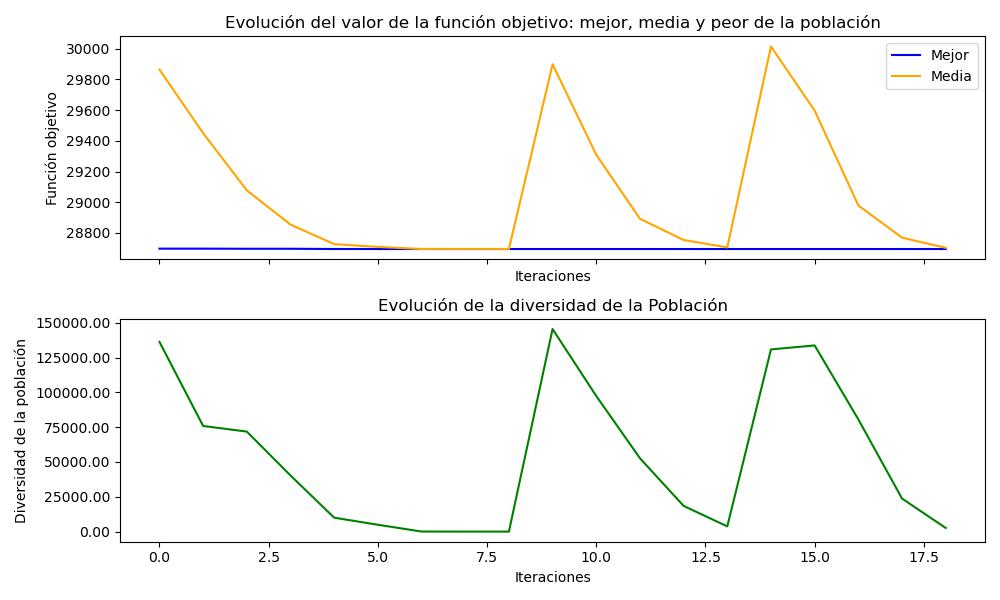 Evolución del valor de la función objetivo: mejor, media y peor de la población
30000
29800
29600
29400
29200
29000
28800
Función objetivo
Mejor
Media
Iteraciones
Evolución de la diversidad de la Población
150000.00
125000.00
100000.00
75000.00
50000.00
25000.00
0.00
Diversidad de la población
0.0 2.5 5.0 7.5 10.0 12.5 15.0 17.5
Iteraciones